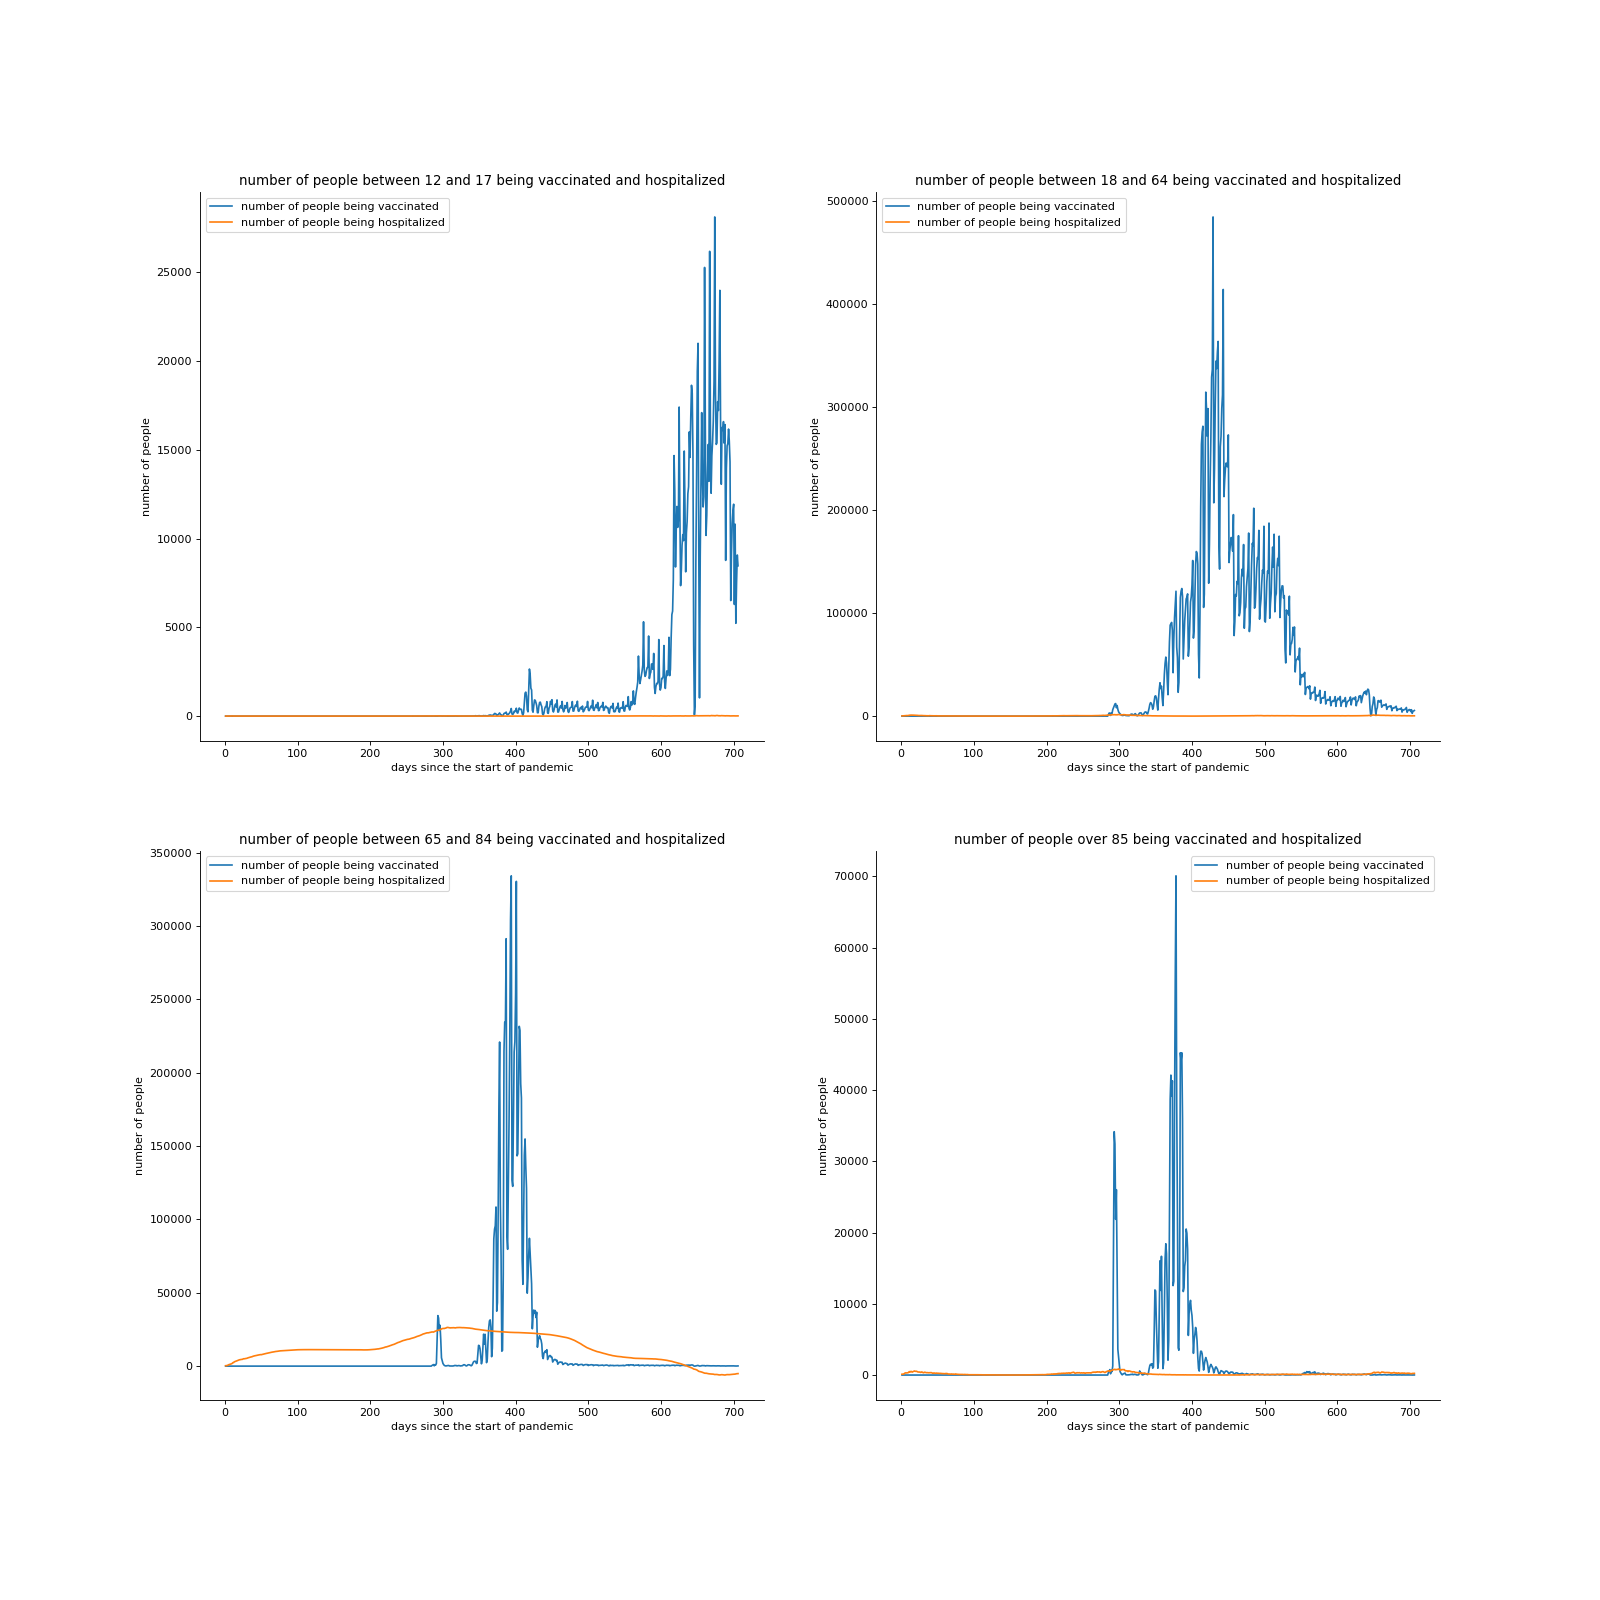 number of people between 12 and 17 being vaccinated and hospitalized
number of people being vaccinated
number of people being hospitalized
25000
20000
15000
10000
5000
0
number of people
0 100 200 300 400 500 600 700
days since the start of pandemic
number of people between 18 and 64 being vaccinated and hospitalized
number of people being vaccinated
number of people being hospitalized
500000
400000
300000
200000
100000
0
number of people
0 100 200 300 400 500 600 700
days since the start of pandemic
number of people between 65 and 84 being vaccinated and hospitalized
number of people being vaccinated
number of people being hospitalized
350000
300000
250000
200000
150000
100000
50000
0
number of people
0 100 200 300 400 500 600 700
days since the start of pandemic
number of people over 85 being vaccinated and hospitalized
number of people being vaccinated
number of people being hospitalized
70000
60000
50000
40000
30000
20000
10000
0
number of people
0 100 200 300 400 500 600 700
days since the start of pandemic